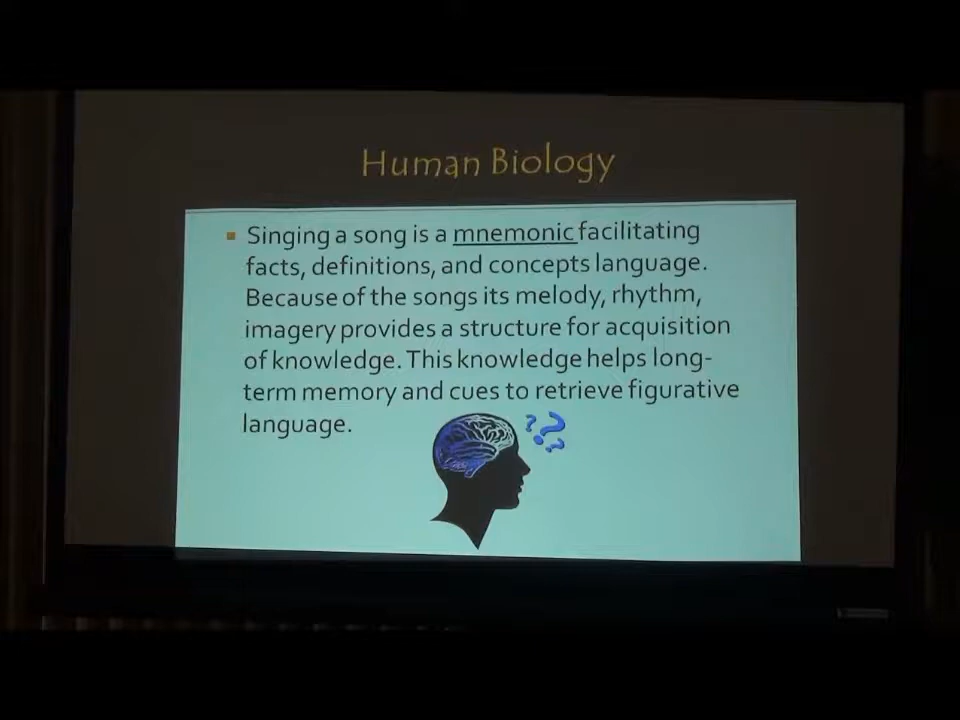 Human Biology
Singing a song is a mnemonic facilitating
facts, definitions, and concepts language.
Because of the songs its melody, rhythm,
imagery provides a structure for acquisition
of knowledge. This knowledge helps long-
term memory and cues to retrieve figurative
language.
???